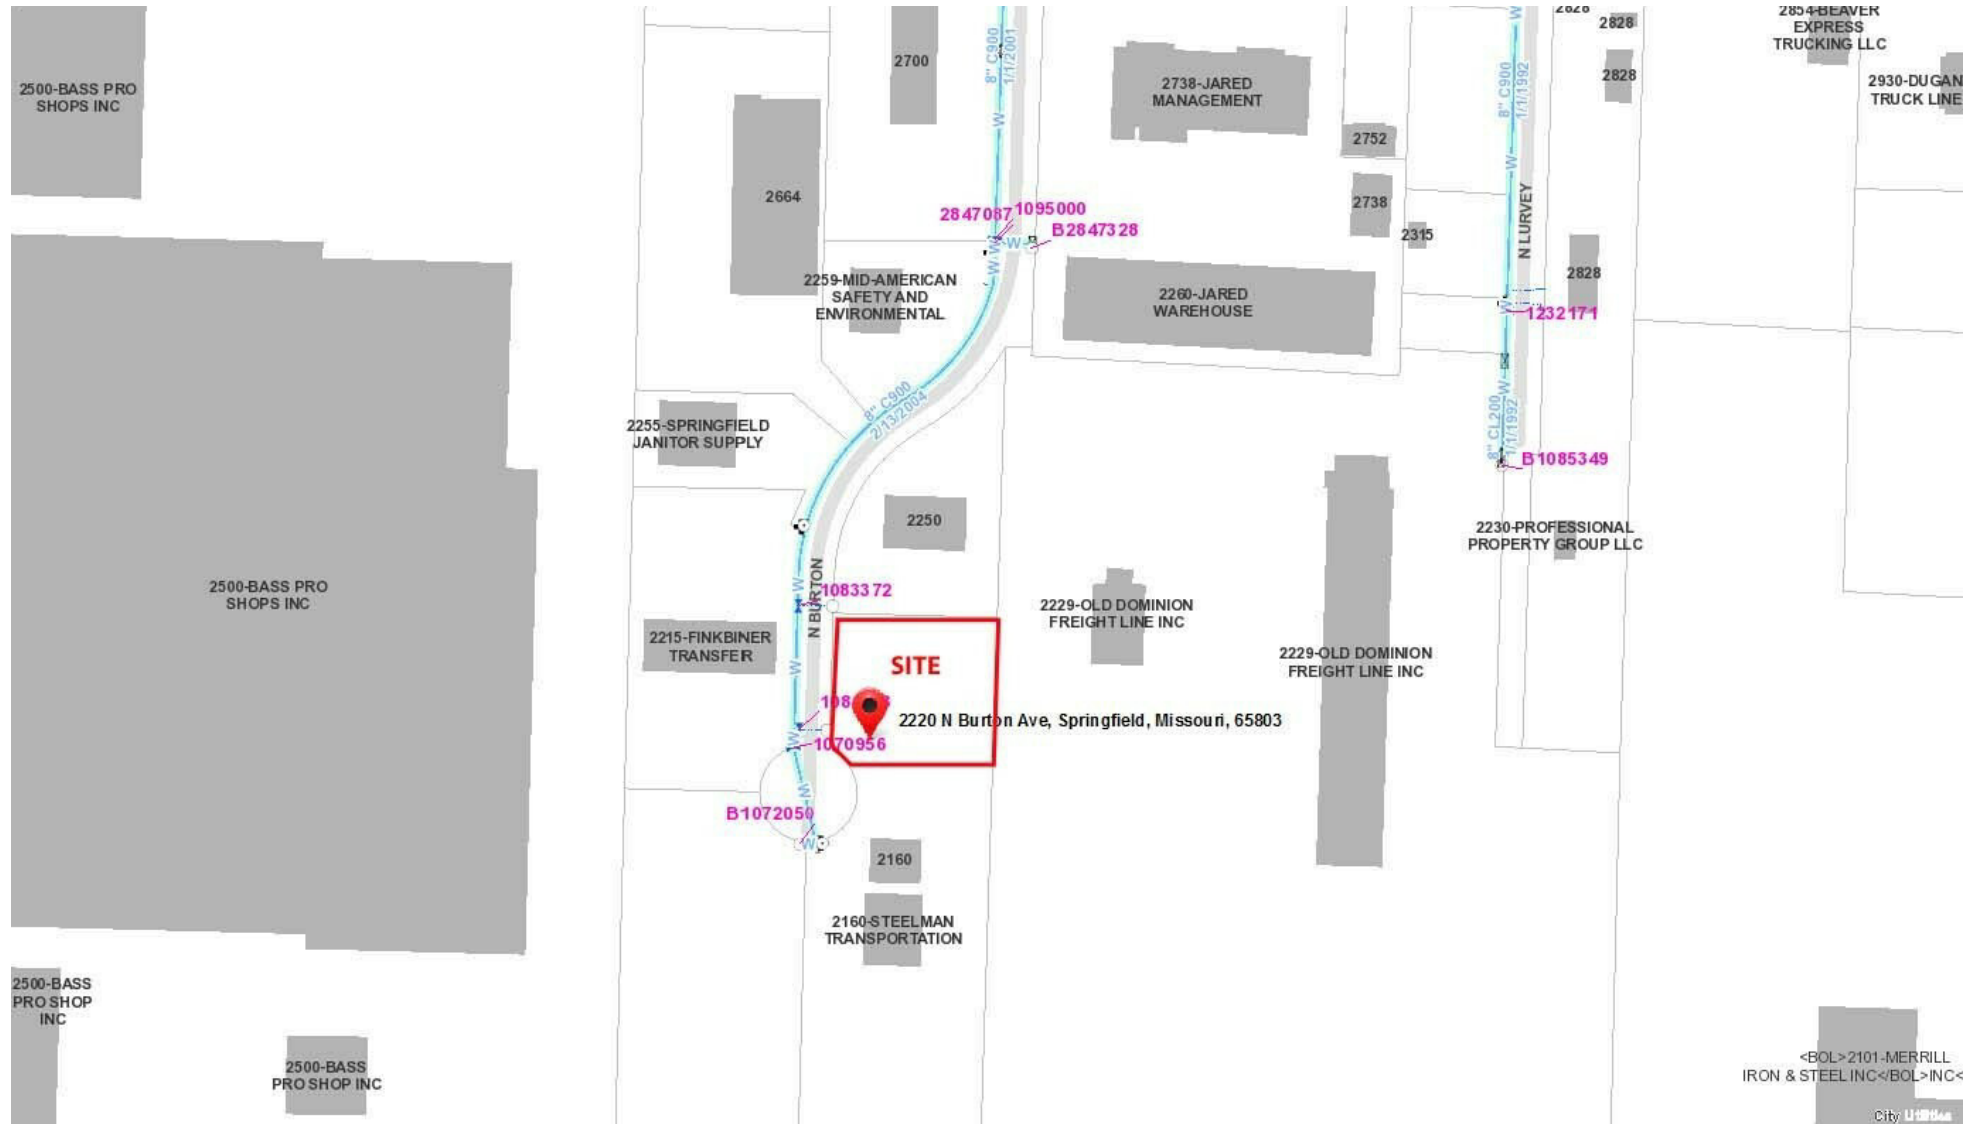 2500-BASS PRO
SHOPS INC
2700
8" C900
1/1/2001
W
2738-JARED
MANAGEMENT
2828
2828
2828
2854-BEAVER
EXPRESS
TRUCKING LLC
2930-DUGAN
TRUCK LINE
W
8" C900
1/1/1992
W
2752
2738
2315
2664
2847087
1095000
B2847328
W
W
W
N LURVEY
2828
2259-MID-AMERICAN
SAFETY AND
ENVIRONMENTAL
2260-JARED
WAREHOUSE
W
1232171
8" C900
2/13/2004
W
8" CL200
1/1/1992
B1085349
2255-SPRINGFIELD
JANITOR SUPPLY
2250
2230-PROFESSIONAL
PROPERTY GROUP LLC
2500-BASS PRO
SHOPS INC
W
N BURTON
1083372
2229-OLD DOMINION
FREIGHT LINE INC
2215-FINKBINER
TRANSFER
W
SITE
2229-OLD DOMINION
FREIGHT LINE INC
2220 N Burton Ave, Springfield, Missouri, 65803
W
1070956
W
B1072050
W
2160
2160-STEELMAN
TRANSPORTATION
2500-BASS
PRO SHOP
INC
2500-BASS
PRO SHOP INC
<BOL>2101-MERRILL
IRON & STEEL INC</BOL>INC<
City Utilities